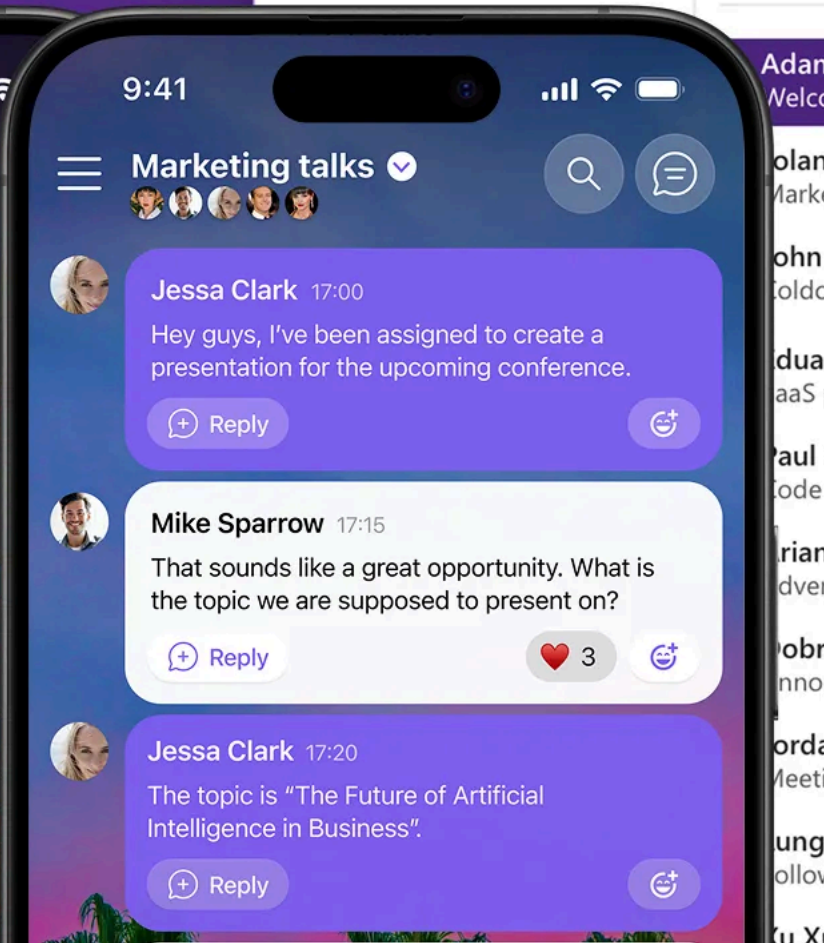 9:41
Marketing talks
Jessa Clark 17:00
Hey guys, I've been assigned to create a
presentation for the upcoming conference.
Reply
Mike Sparrow 17:15
That sounds like a great opportunity. What is
the topic we are supposed to present on?
Reply
3
Jessa Clark 17:20
The topic is “The Future of Artificial
Intelligence in Business”.
Reply
Paul